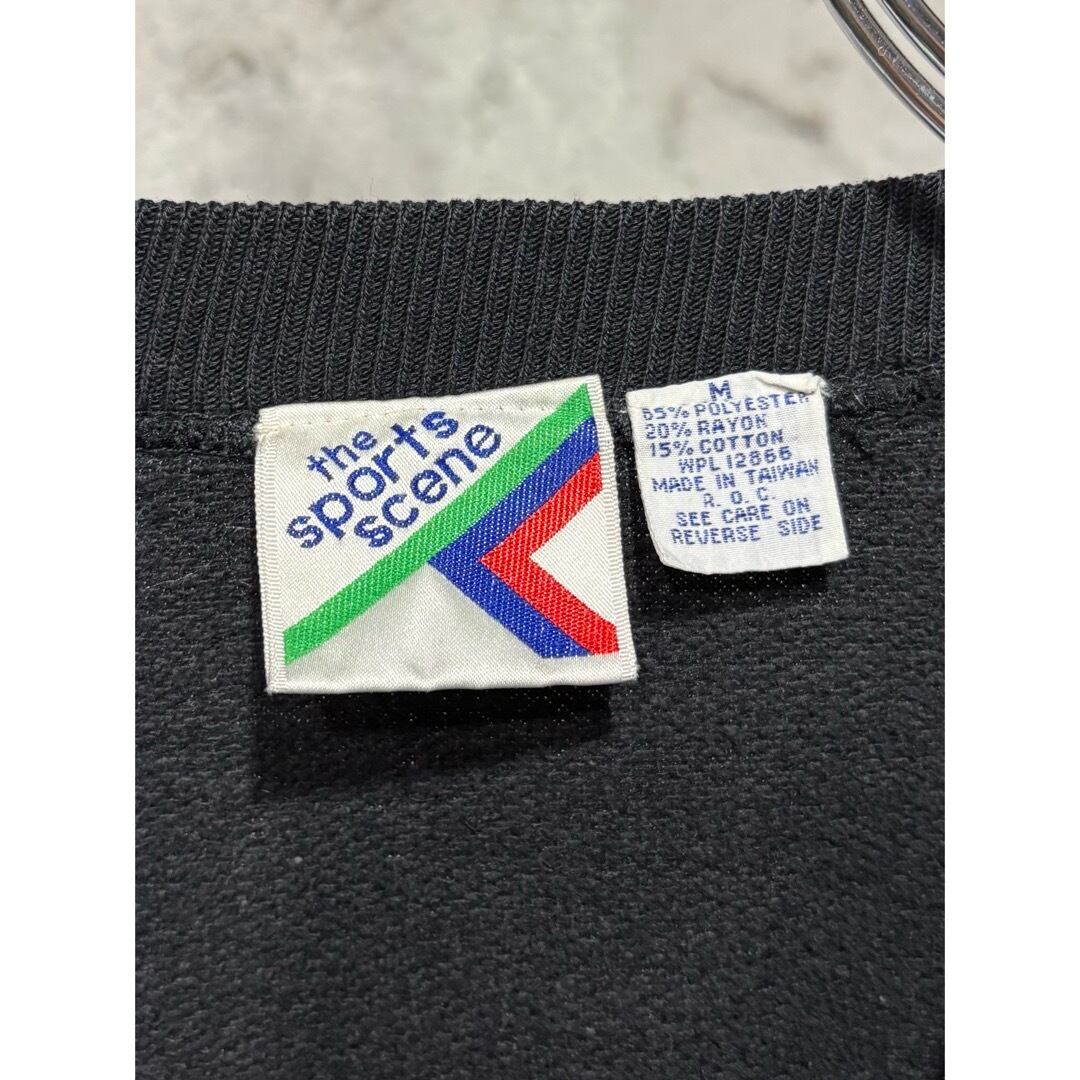 the
sports
scene
M
65% POLYESTER
20% RAYON
15% COTTON
WPL 12866
MADE IN TAIWAN
R. O. C.
SEE CARE ON
REVERSE SIDE